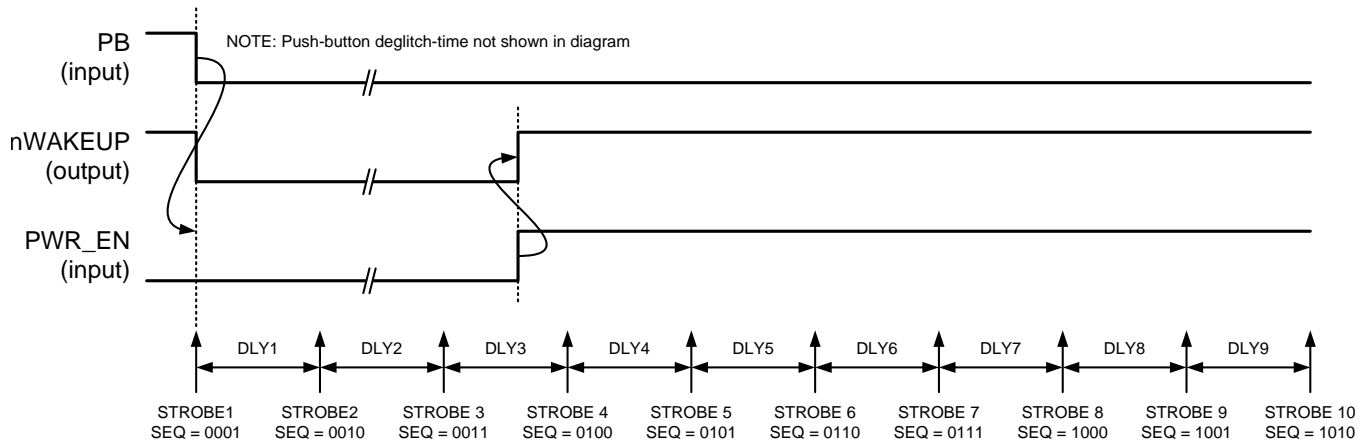 PB
(input)
NOTE: Push-button deglitch-time not shown in diagram
nWAKEUP
(output)
PWR_EN
(input)
DLY1 DLY2 DLY3 DLY4 DLY5 DLY6 DLY7 DLY8 DLY9
STROBE1 STROBE2 STROBE 3 STROBE 4 STROBE 5 STROBE 6 STROBE 7 STROBE 8 STROBE 9 STROBE 10
SEQ = 0001 SEQ = 0010 SEQ = 0011 SEQ = 0100 SEQ = 0101 SEQ = 0110 SEQ = 0111 SEQ = 1000 SEQ = 1001 SEQ = 1010